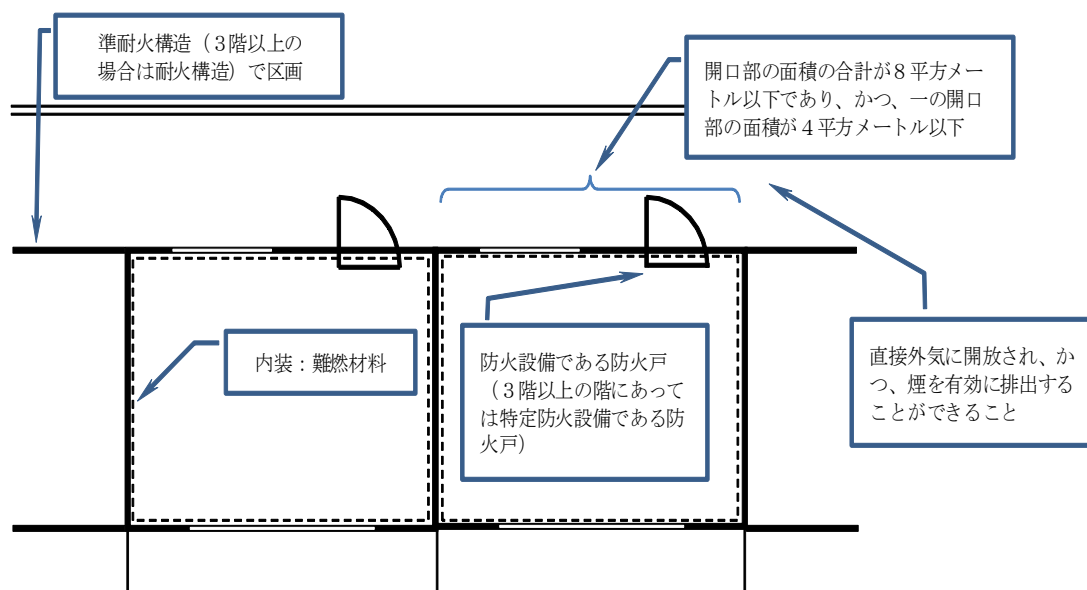 準耐火構造(3階以上の
場合は耐火構造)で区画
開口部の面積の合計が8平方メー
トル以下であり、かつ、一の開口
部の面積が4平方メートル以下
内装:難燃材料
防火設備である防火戸
(3階以上の階にあっ
ては特定防火設備である防
火戸)
直接外気に開放され、か
つ、煙を有効に排出する
ことができること